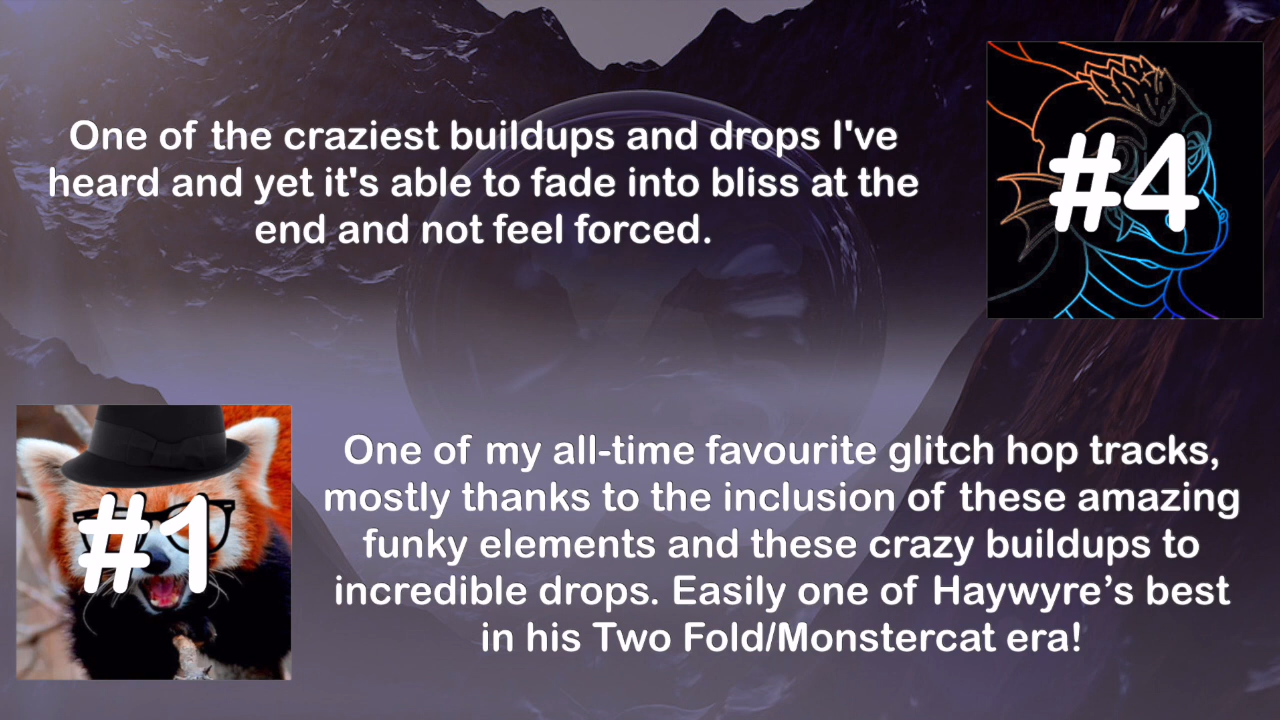 One of the craziest buildups and drops I've
heard and yet it's able to fade into bliss at the
end and not feel forced.
#4
#1
One of my all-time favourite glitch hop tracks,
mostly thanks to the inclusion of these amazing
funky elements and these crazy buildups to
incredible drops. Easily one of Haywyre’s best
in his Two Fold/Monstercat era!